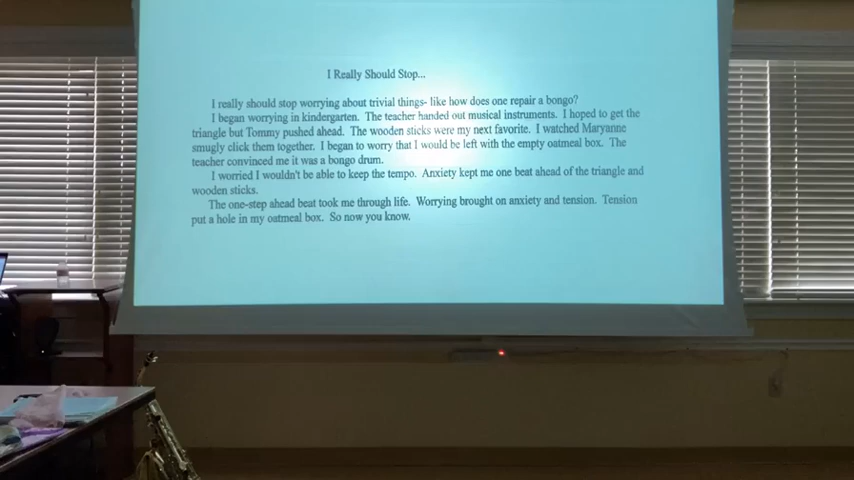 I Really Should Stop...
I really should stop worrying about trivial things- like how does one repair a bongo?
I began worrying in kindergarten. The teacher handed out musical instruments. I hoped to get the
triangle but Tommy pushed ahead. The wooden sticks were my next favorite. I watched Maryanne
smugly click them together. I began to worry that I would be left with the empty oatmeal box. The
teacher convinced me it was a bongo drum.
I worried I wouldn't be able to keep the tempo. Anxiety kept me one beat ahead of the triangle and
wooden sticks.
The one-step ahead beat took me through life. Worrying brought on anxiety and tension. Tension
put a hole in my oatmeal box. So now you know.